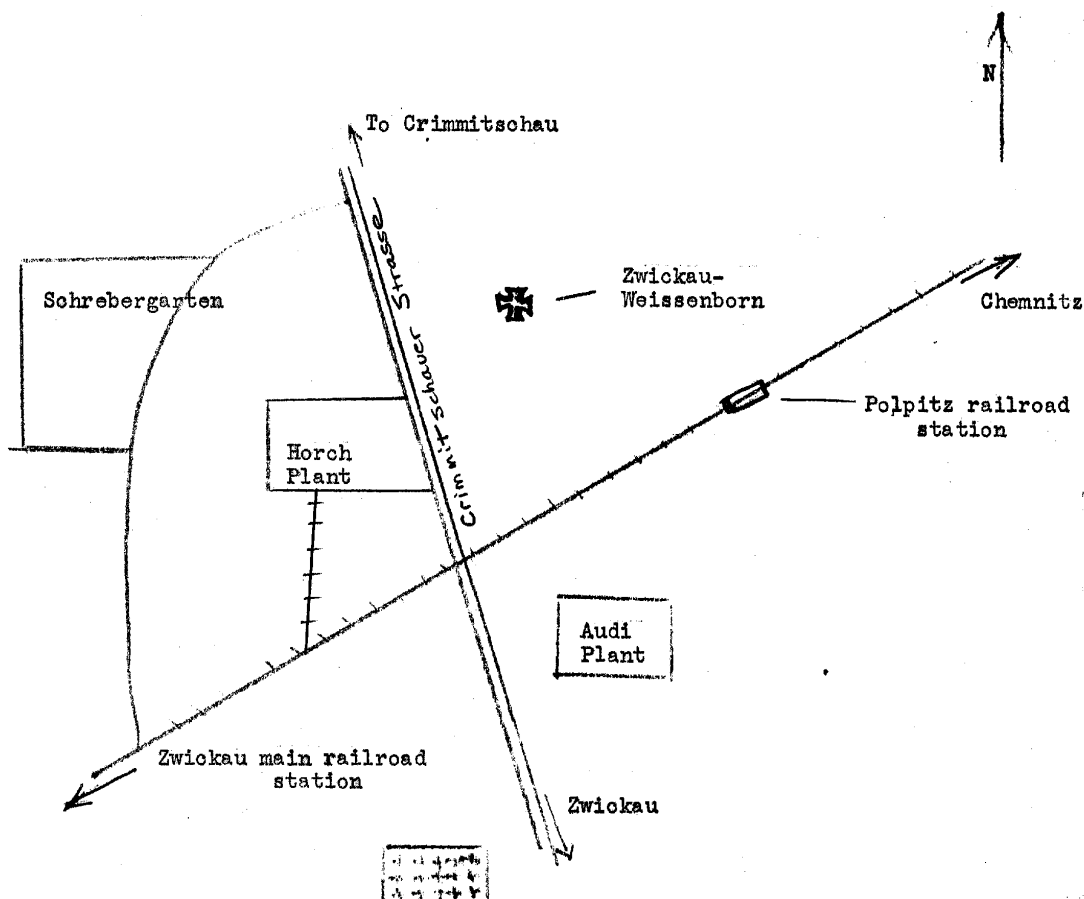 N
To Crimmitschau
Crimmitschauer Strasse
Schrebergarten
Zwickau-
Weissenborn
Chemnitz
Polpitz railroad
station
Horch
Plant
Audi
Plant
Zwickau main railroad
station
Zwickau